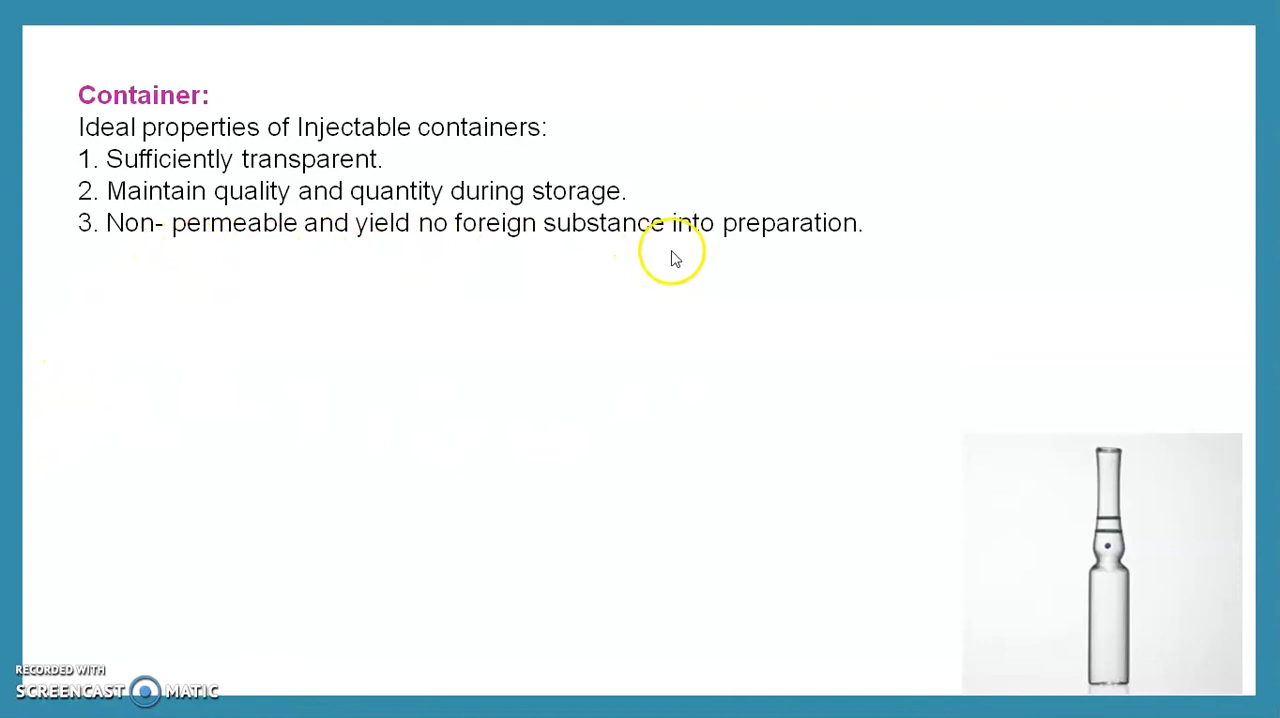 Container:
Ideal properties of Injectable containers:
1. Sufficiently transparent.
2. Maintain quality and quantity during storage.
3. Non- permeable and yield no foreign substance into preparation.
RECORDED WITH
SCREENCAST MATIC